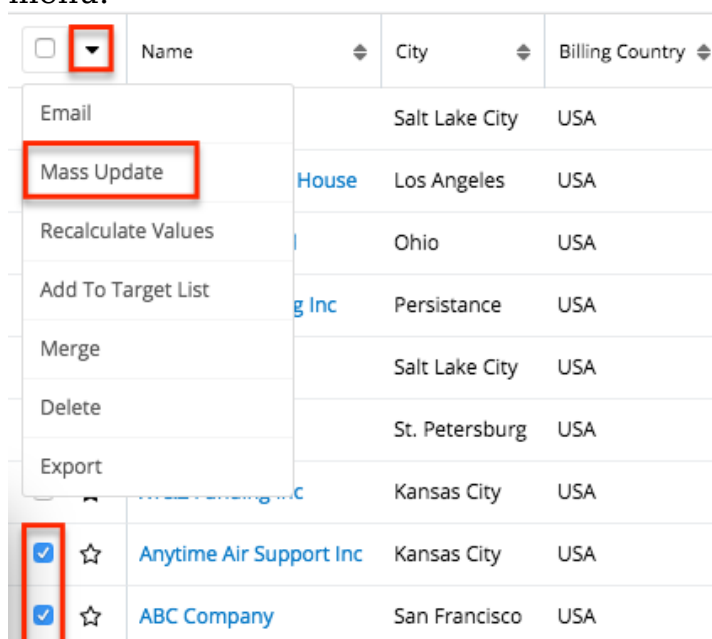 menu.
Name City Billing Country
Email Salt Lake City USA
Mass Update House Los Angeles USA
Recalculate Values Ohio USA
Add To Target List g Inc Persistance USA
Merge Salt Lake City USA
Delete St. Petersburg USA
Export Kansas City USA
Anytime Air Support Inc Kansas City USA
ABC Company San Francisco USA